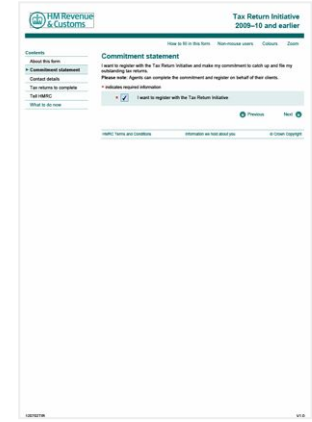 HM Revenue
& Customs
Tax Return Initiative
2009–10 and earlier
How to fill in this form
Non-mouse users
Colours
Zoom
Contents
About this form
Commitment statement
Contact details
Tax returns to complete
Tell HMRC
What to do now
Commitment statement
I want to register with the Tax Return Initiative and make my commitment to catch up and file my
outstanding tax returns.
Please note: Agents can complete the commitment and register on behalf of their clients.
* indicates required information
* I want to register with the Tax Return Initiative
Previous
Next
HMRC Terms and Conditions
Information we hold about you
© Crown Copyright
V1.0